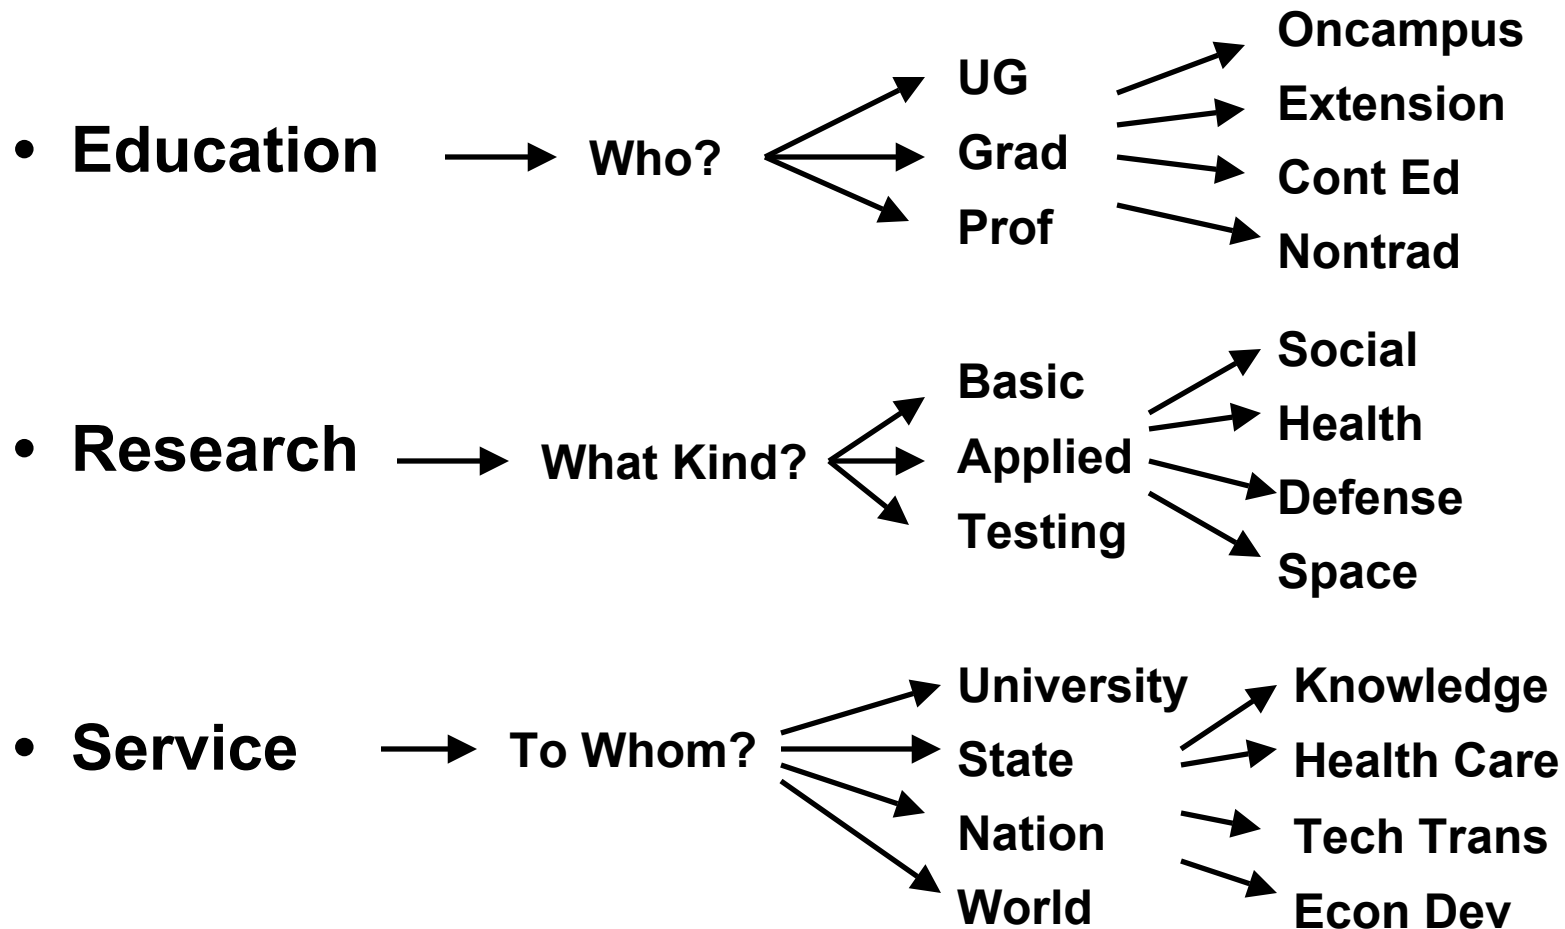 • Education
Who?
UG
Grad
Prof
Oncampus
Extension
Cont Ed
Nontrad
• Research
What Kind?
Basic
Applied
Testing
Social
Health
Defense
Space
• Service
To Whom?
University
State
Nation
World
Knowledge
Health Care
Tech Trans
Econ Dev